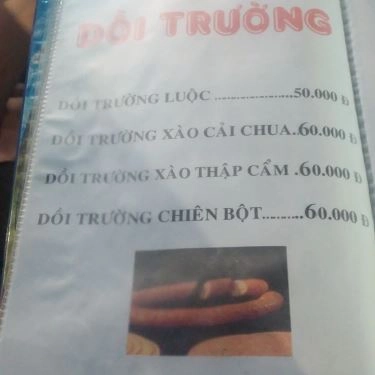 DỒI TRƯỜNG
DỒI TRƯỜNG LUỘC ...................50.000 Đ
DỒI TRƯỜNG XÀO CẢI CHUA..60.000 Đ
DỒI TRƯỜNG XÀO THẬP CẨM .60.000 Đ
DỒI TRƯỜNG CHIÊN BỘT..........60.000 Đ